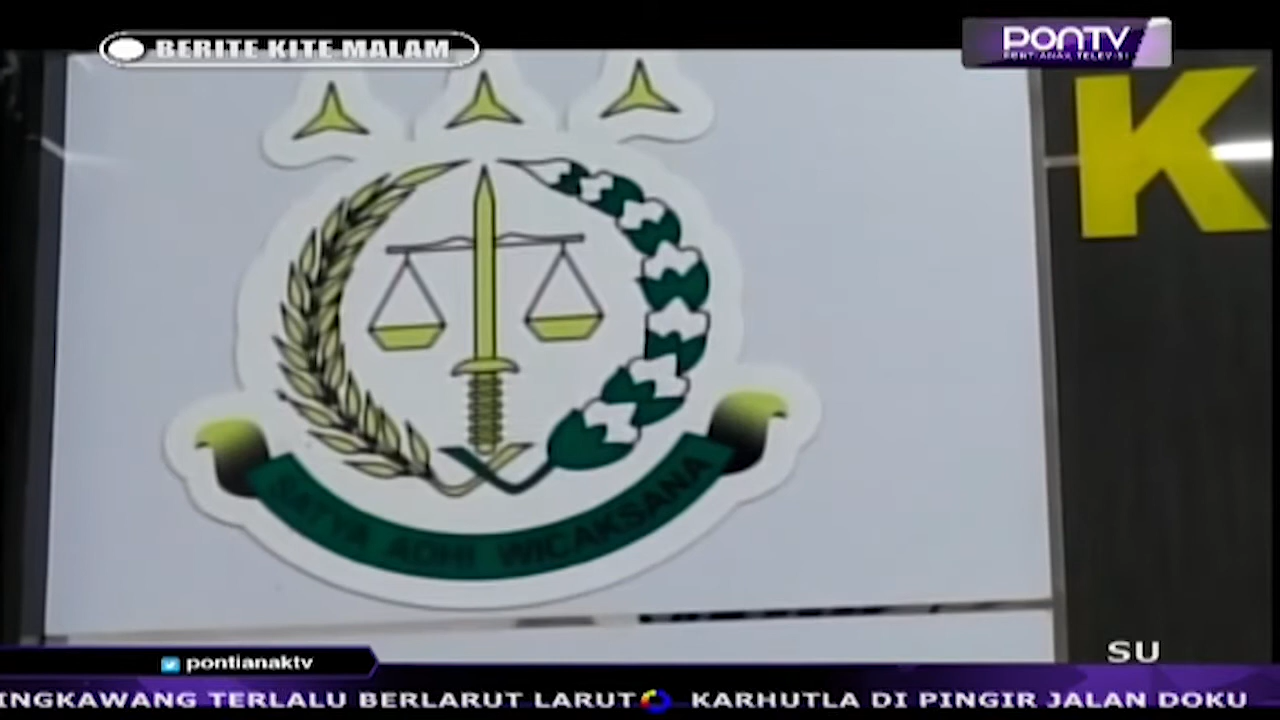 BERITE KITE MALAM
PONTV
PONTIANAK TELEVISI
K
SATYA ADHI WICAKSANA
SU
pontianaktv
INGKAWANG TERLALU BERLARUT LARUT KARHUTLA DI PINGIR JALAN DOKU